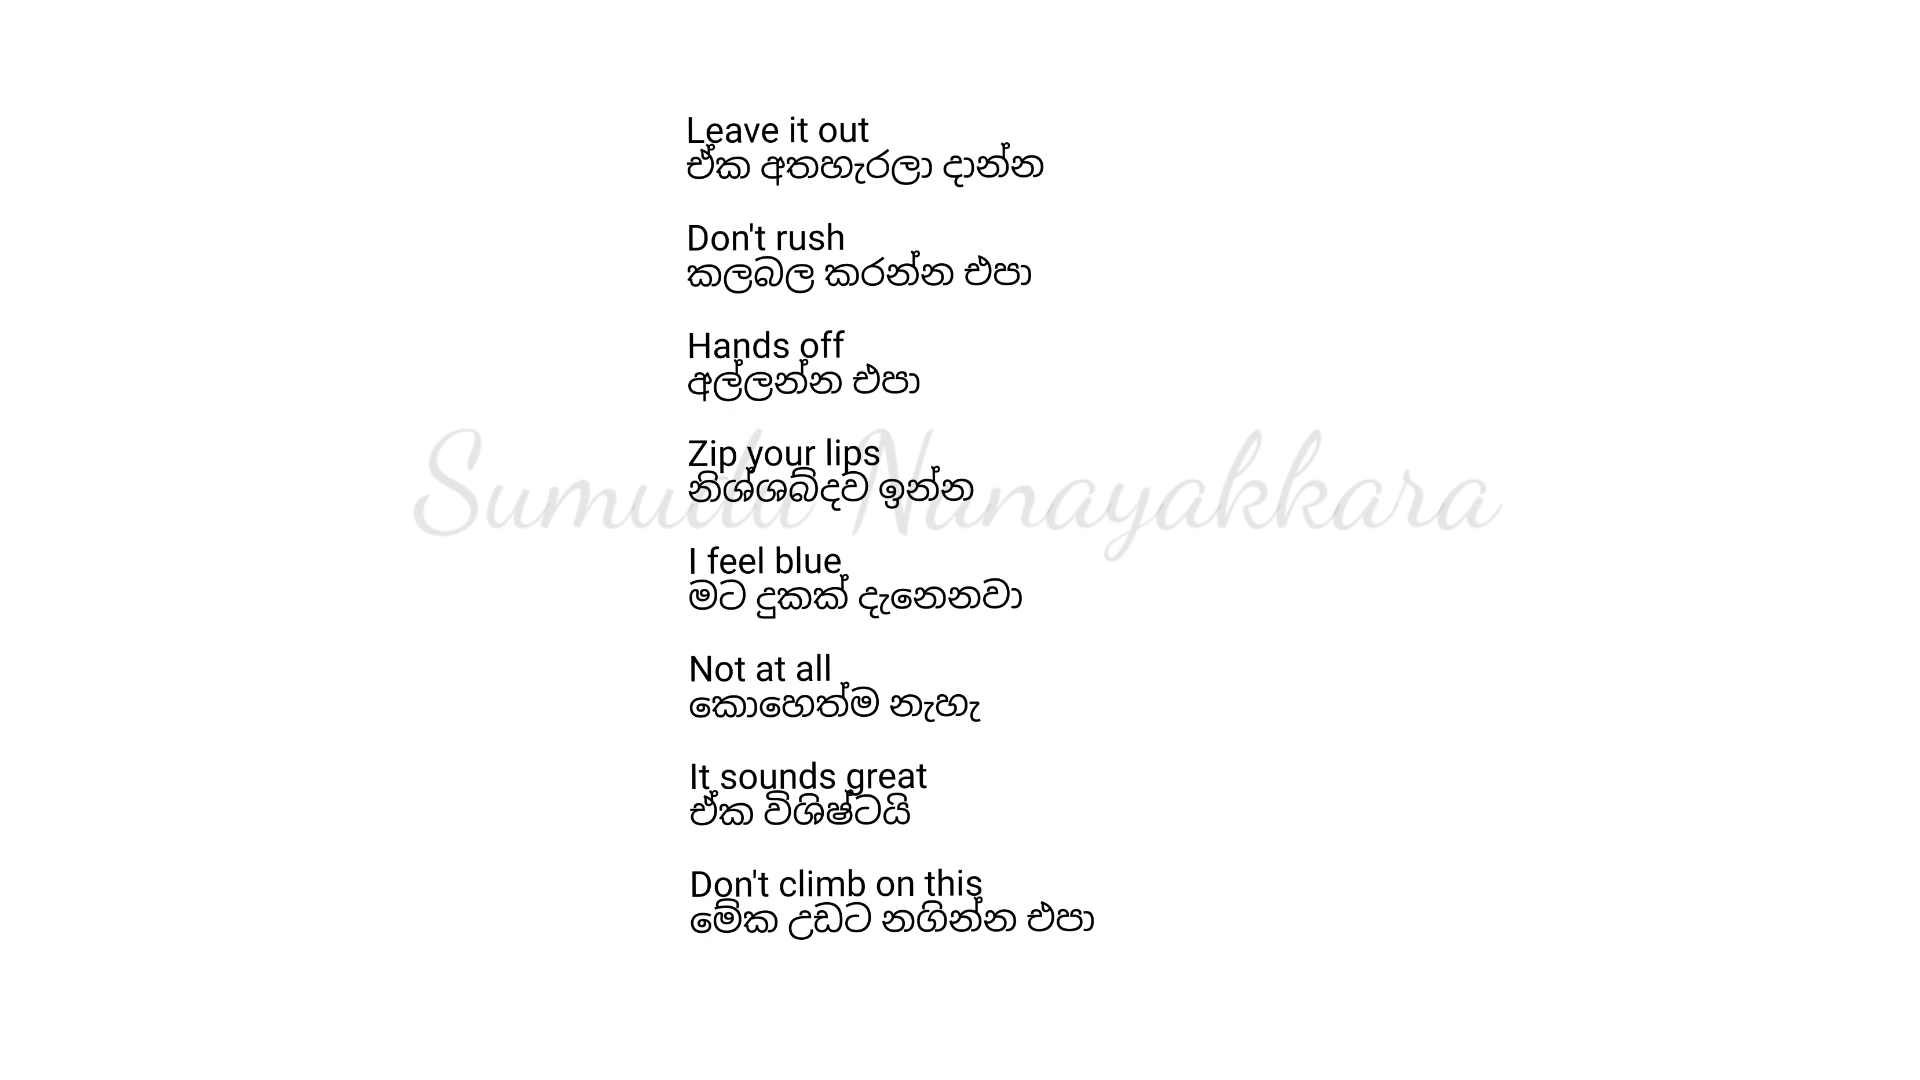 Leave it out
ඒක අතහැරලා දාන්න
Don't rush
කලබල කරන්න එපා
Hands off
අල්ලන්න එපා
Zip your lips
නිශ්ශබ්දව ඉන්න
Sumudu Nanayakkara
I feel blue
මට දුකක් දැනෙනවා
Not at all
කොහෙත්ම නැහැ
It sounds great
ඒක විශිෂ්ටයි
Don't climb on this
මේක උඩට නගින්න එපා